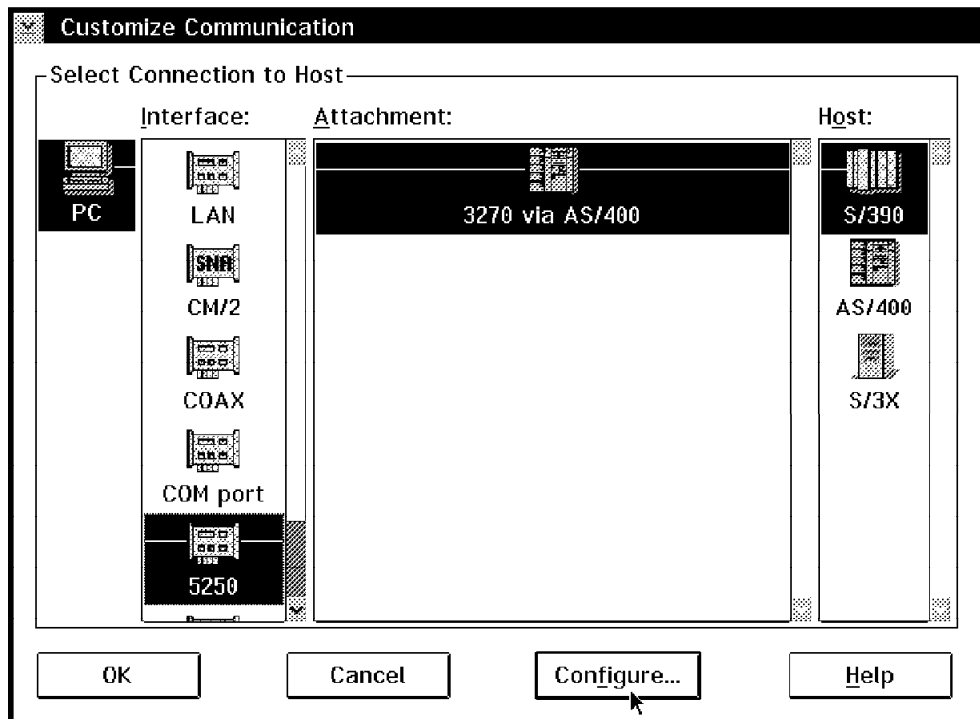 Customize Communication
Select Connection to Host
Interface:
Attachment:
Host:
PC
LAN
3270 via AS/400
S/390
SNA
CM/2
AS/400
COAX
S/3X
COM port
5250
OK
Cancel
Configure...
Help